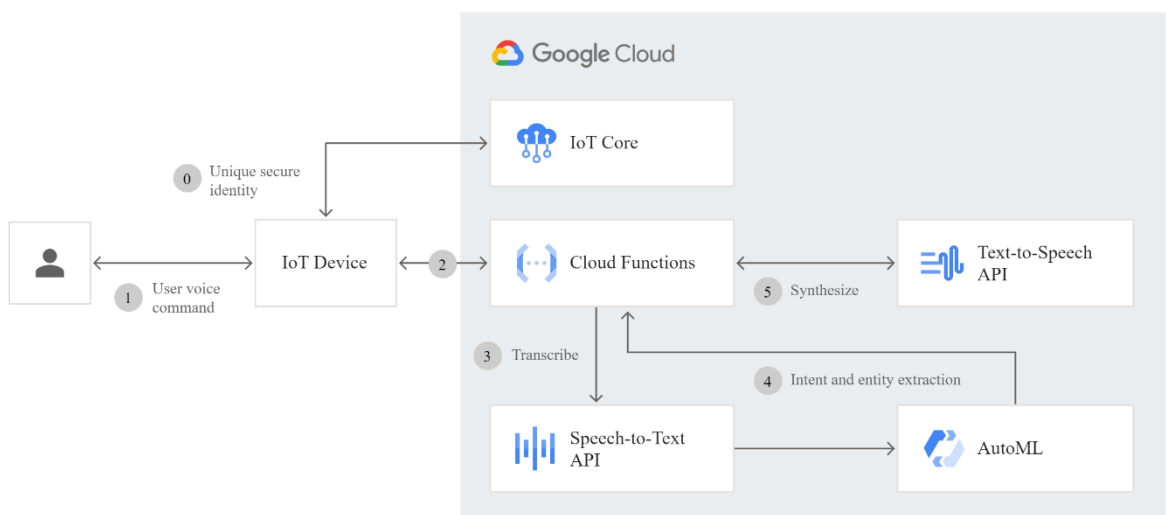 Google Cloud
IoT Core
0
Unique secure
identity
IoT Device
2
Cloud Functions
Text-to-Speech
API
1
User voice
command
5
Synthesize
3
Transcribe
4
Intent and entity extraction
Speech-to-Text
API
AutoML